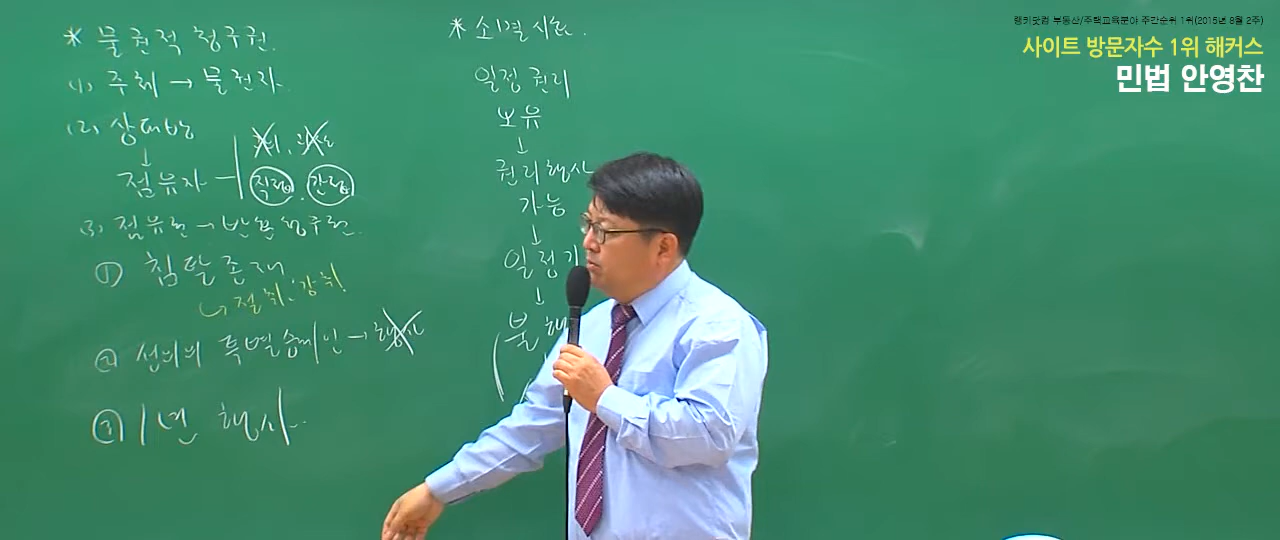 * 물권적 청구권.
(1) 주체 → 물권자.
(2) 상대방
↓
점유자
직접 간접
(3) 점유권 → 반환청구권.
① 침탈존재
↳ 절취, 강취
② 선의의 특별승계인 → 행사
③ 1년 행사.
* 소멸시효.
일정 권리
보유
↓
권리행사
가능
↓
일정기
↓
불행
랭키닷컴 부동산/주택교육분야 주간순위 1위(2015년 8월 2주)
사이트 방문자수 1위 해커스
민법 안영찬